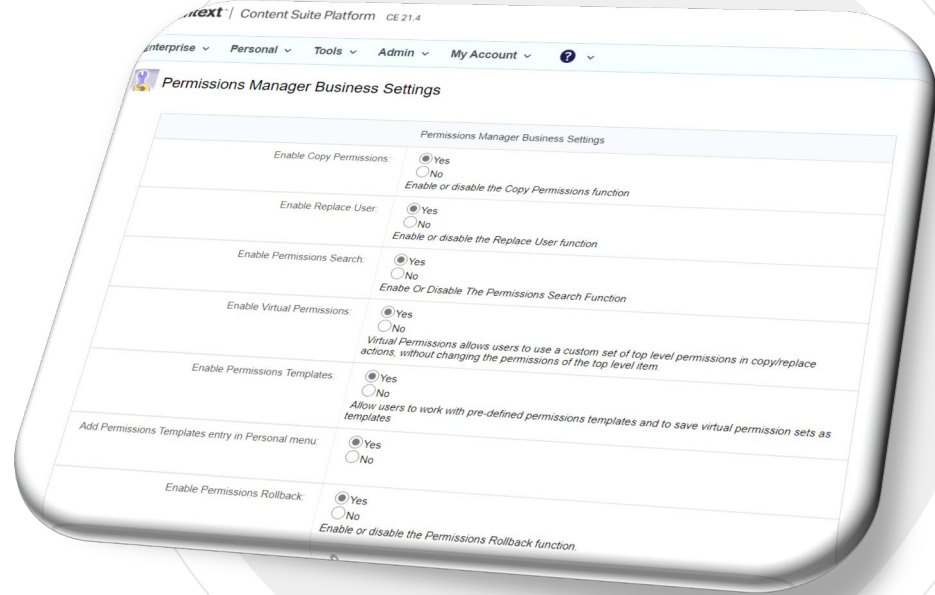 Content Suite Platform CE 21.4
Enterprise Personal Tools Admin My Account ?
Permissions Manager Business Settings
Permissions Manager Business Settings
Enable Copy Permissions:
Yes
No
Enable or disable the Copy Permissions function
Enable Replace User:
Yes
No
Enable or disable the Replace User function
Enable Permissions Search:
Yes
No
Enabe Or Disable The Permissions Search Function
Enable Virtual Permissions:
Yes
No
Virtual Permissions allows users to use a custom set of top level permissions in copy/replace
actions, without changing the permissions of the top level item.
Enable Permissions Templates:
Yes
No
Allow users to work with pre-defined permissions templates and to save virtual permission sets as
templates
Add Permissions Templates entry in Personal menu:
Yes
No
Enable Permissions Rollback:
Yes
No
Enable or disable the Permissions Rollback function.